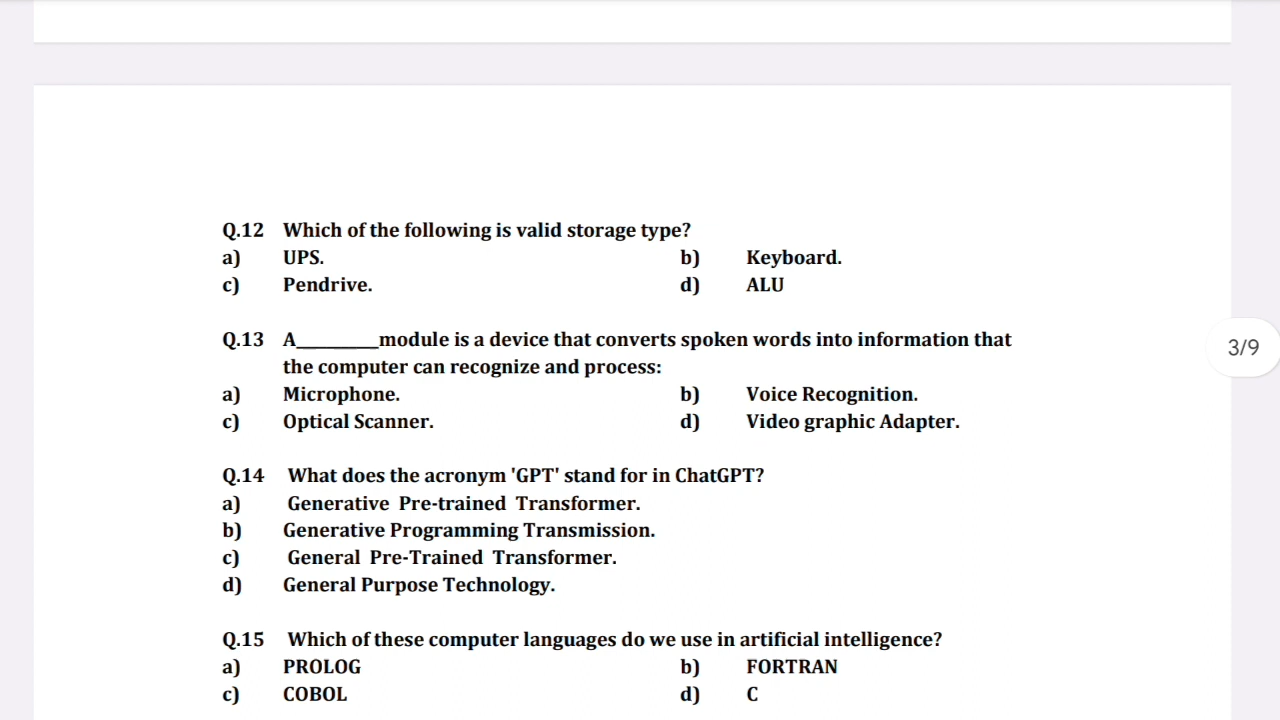 Q.12 Which of the following is valid storage type?
a) UPS. b) Keyboard.
c) Pendrive. d) ALU
Q.13 A________module is a device that converts spoken words into information that
the computer can recognize and process:
a) Microphone. b) Voice Recognition.
c) Optical Scanner. d) Video graphic Adapter.
3/9
Q.14 What does the acronym 'GPT' stand for in ChatGPT?
a) Generative Pre-trained Transformer.
b) Generative Programming Transmission.
c) General Pre-Trained Transformer.
d) General Purpose Technology.
Q.15 Which of these computer languages do we use in artificial intelligence?
a) PROLOG b) FORTRAN
c) COBOL d) C